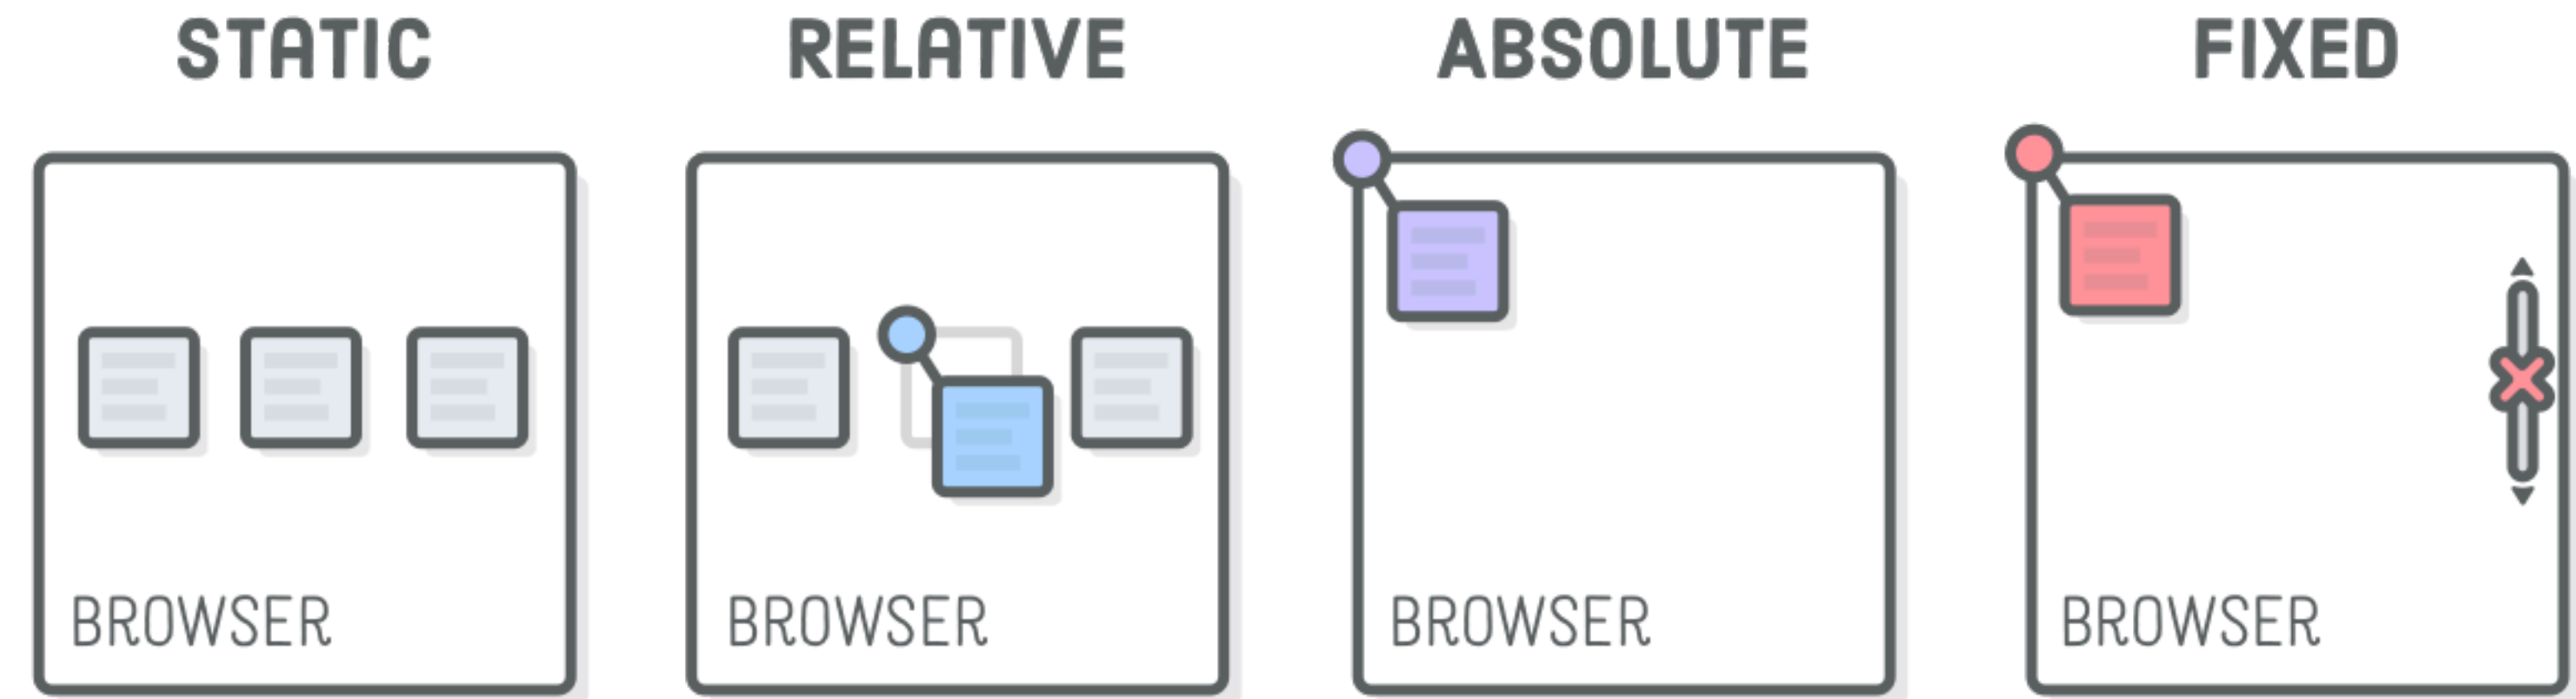 STATIC
RELATIVE
ABSOLUTE
FIXED
BROWSER
BROWSER
BROWSER
BROWSER